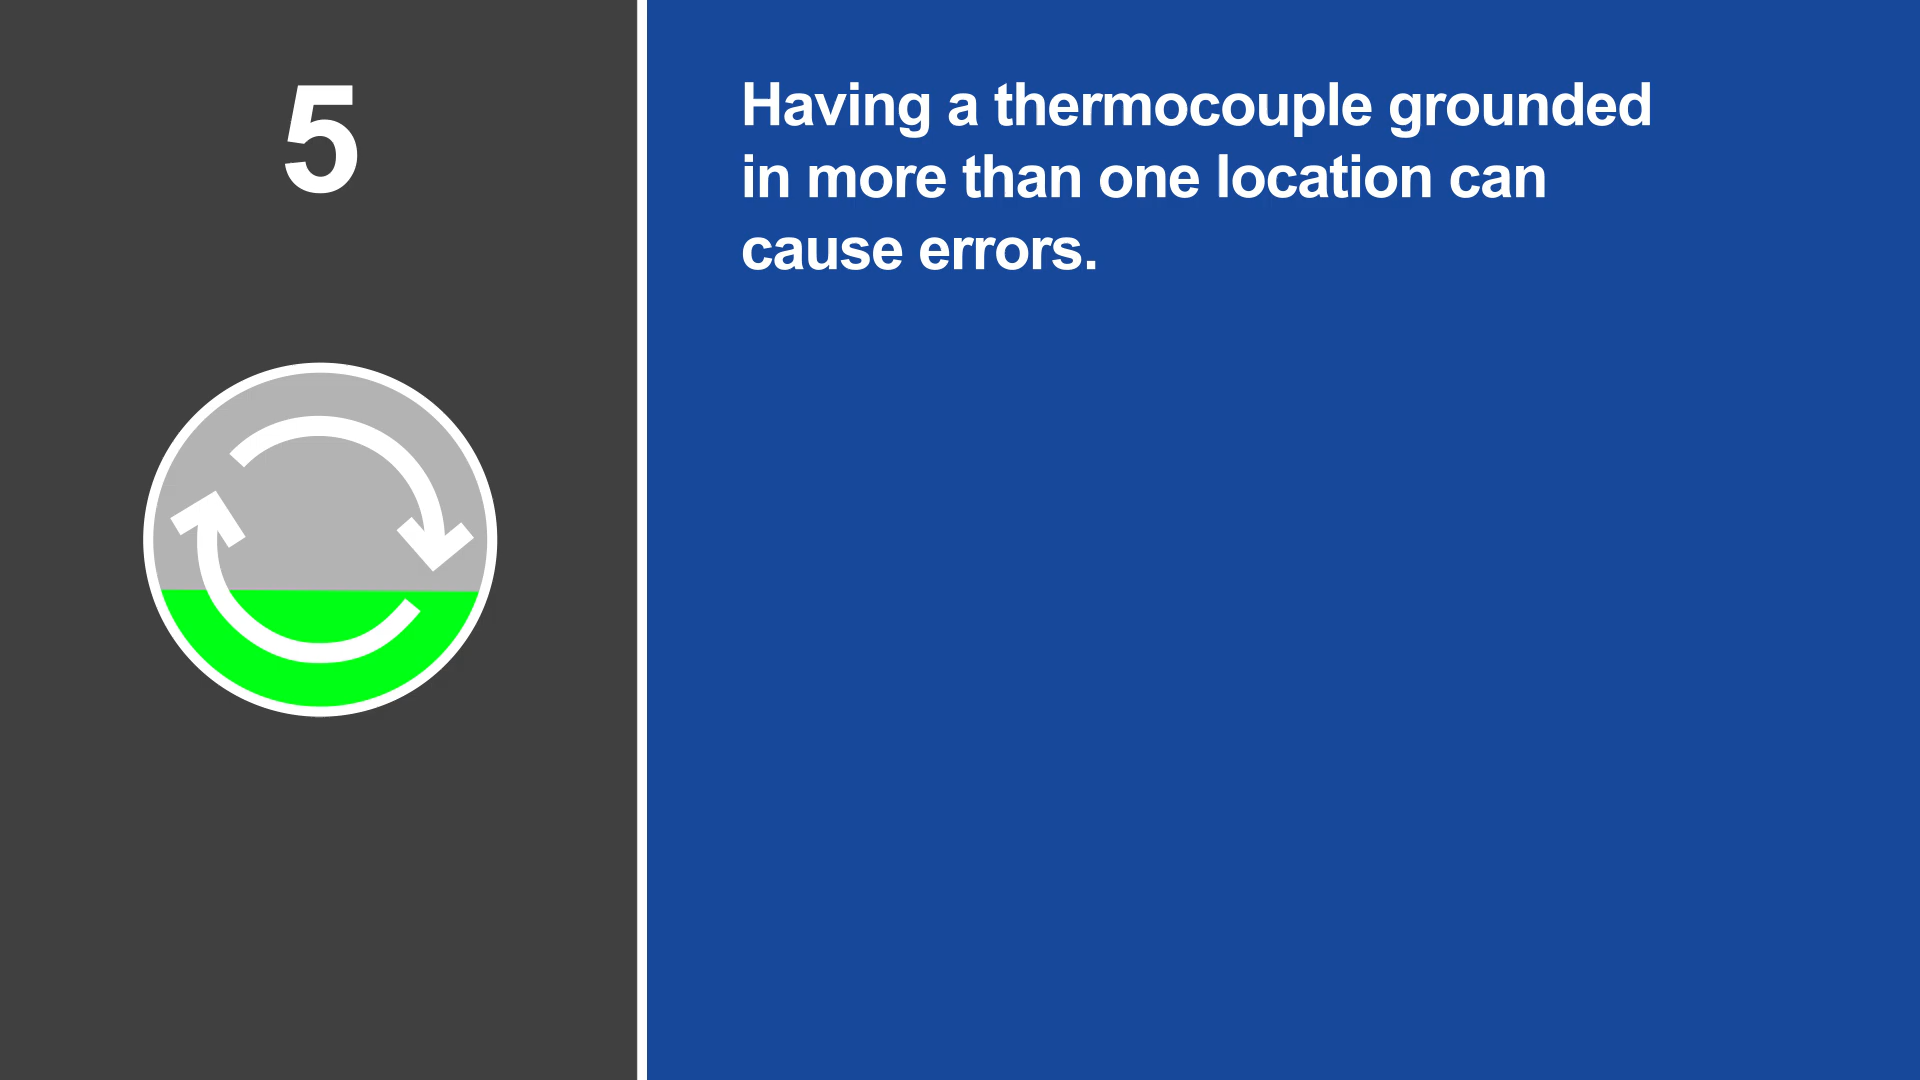 5
Having a thermocouple grounded
in more than one location can
cause errors.